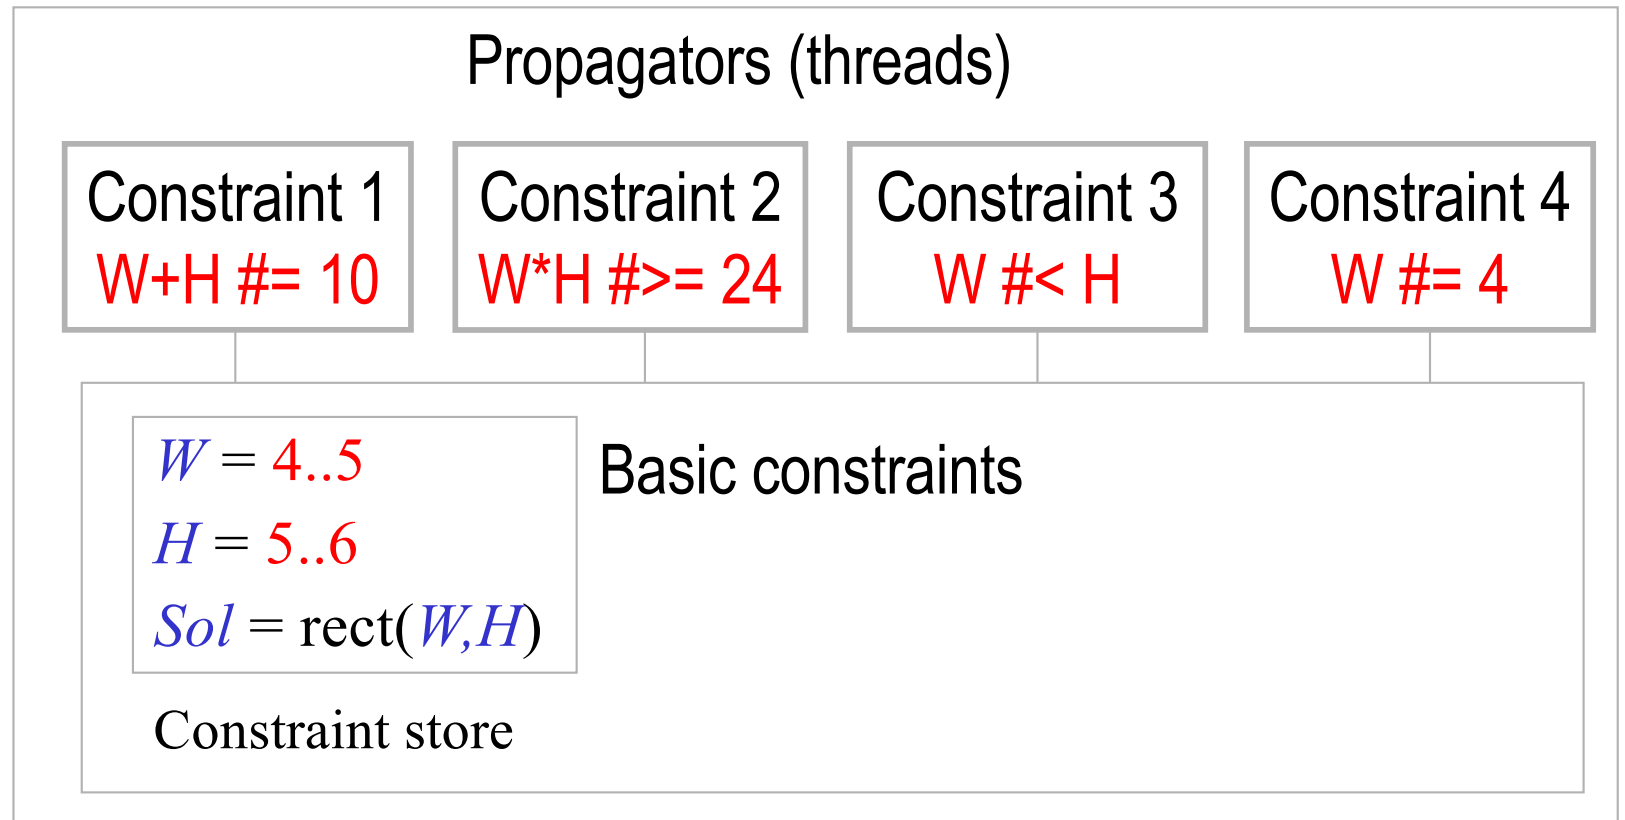 Propagators (threads)
Constraint 1
W+H #= 10
Constraint 2
W*H #>= 24
Constraint 3
W #< H
Constraint 4
W #= 4
W = 4..5
H = 5..6
Sol = rect(W,H)
Basic constraints
Constraint store